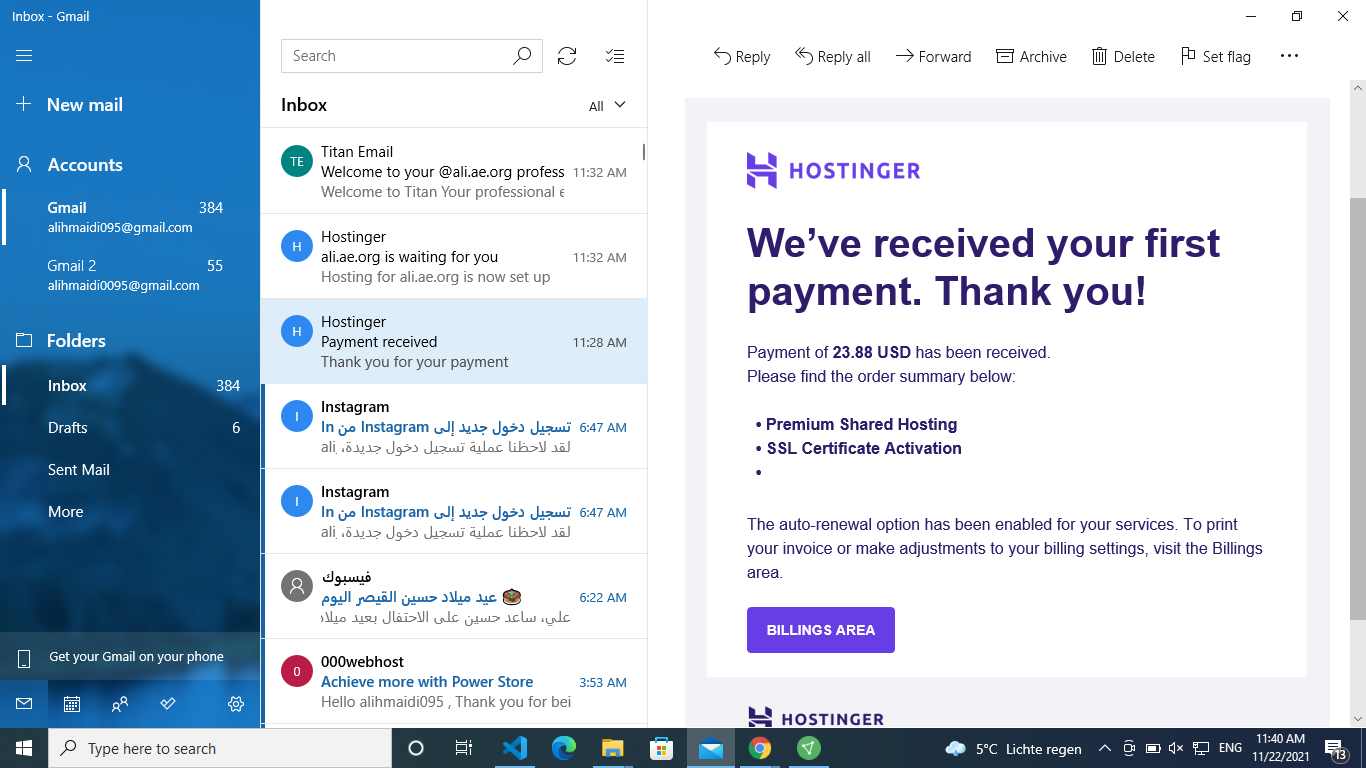 Inbox - Gmail
New mail
Accounts
Gmail 384
alihmaidi095@gmail.com
Gmail 2 55
alihmaidi0095@gmail.com
Folders
Inbox 384
Drafts 6
Sent Mail
More
Get your Gmail on your phone
Search
Inbox All
TE
Titan Email
Welcome to your @ali.ae.org profess 11:32 AM
Welcome to Titan Your professional e
H
Hostinger
ali.ae.org is waiting for you 11:32 AM
Hosting for ali.ae.org is now set up
H
Hostinger
Payment received 11:28 AM
Thank you for your payment
I
Instagram
تسجيل دخول جديد إلى Instagram من In 6:47 AM
لقد لاحظنا عملية تسجيل دخول جديدة، ali
I
Instagram
تسجيل دخول جديد إلى Instagram من In 6:47 AM
لقد لاحظنا عملية تسجيل دخول جديدة، ali
فيسبوك
عيد ميلاد حسين القيصر اليوم 6:22 AM
علي، ساعد حسين على الاحتفال بعيد ميلاد
0
000webhost
Achieve more with Power Store 3:53 AM
Hello alihmaidi095 , Thank you for bei
Reply Reply all Forward Archive Delete Set flag
HOSTINGER
We’ve received your first
payment. Thank you!
Payment of 23.88 USD has been received.
Please find the order summary below:
• Premium Shared Hosting
• SSL Certificate Activation
•
The auto-renewal option has been enabled for your services. To print
your invoice or make adjustments to your billing settings, visit the Billings
area.
BILLINGS AREA
HOSTINGER
Type here to search
5°C Lichte regen
ENG
11:40 AM
11/22/2021
13